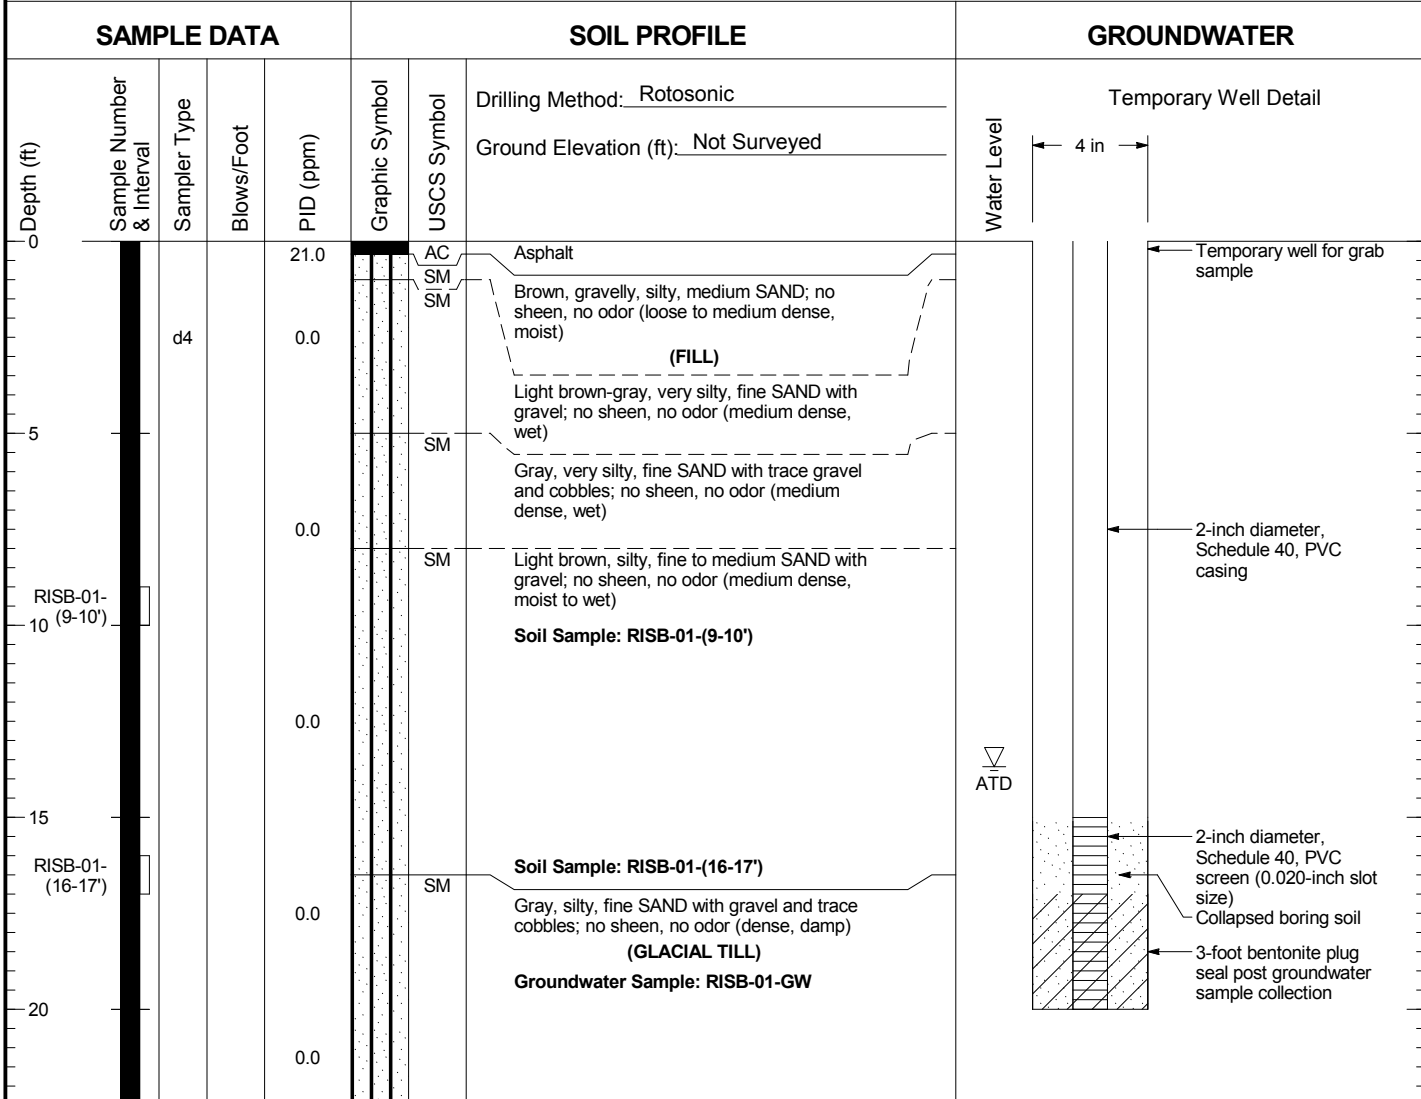 SAMPLE DATA
SOIL PROFILE
GROUNDWATER
Depth (ft)
Sample Number
& Interval
Sampler Type
Blows/Foot
PID (ppm)
Graphic Symbol
USCS Symbol
Drilling Method: Rotosonic
Ground Elevation (ft): Not Surveyed
Water Level
Temporary Well Detail
4 in
0
21.0
AC
Asphalt
Temporary well for grab
sample
SM
SM
Brown, gravelly, silty, medium SAND; no
sheen, no odor (loose to medium dense,
moist)
d4
0.0
(FILL)
Light brown-gray, very silty, fine SAND with
gravel; no sheen, no odor (medium dense,
wet)
5
SM
Gray, very silty, fine SAND with trace gravel
and cobbles; no sheen, no odor (medium
dense, wet)
0.0
2-inch diameter,
Schedule 40, PVC
casing
SM
Light brown, silty, fine to medium SAND with
gravel; no sheen, no odor (medium dense,
moist to wet)
RISB-01-
(9-10')
10
Soil Sample: RISB-01-(9-10')
0.0
ATD
15
2-inch diameter,
Schedule 40, PVC
screen (0.020-inch slot
size)
RISB-01-
(16-17')
Soil Sample: RISB-01-(16-17')
SM
Gray, silty, fine SAND with gravel and trace
cobbles; no sheen, no odor (dense, damp)
0.0
Collapsed boring soil
(GLACIAL TILL)
3-foot bentonite plug
seal post groundwater
sample collection
Groundwater Sample: RISB-01-GW
20
0.0